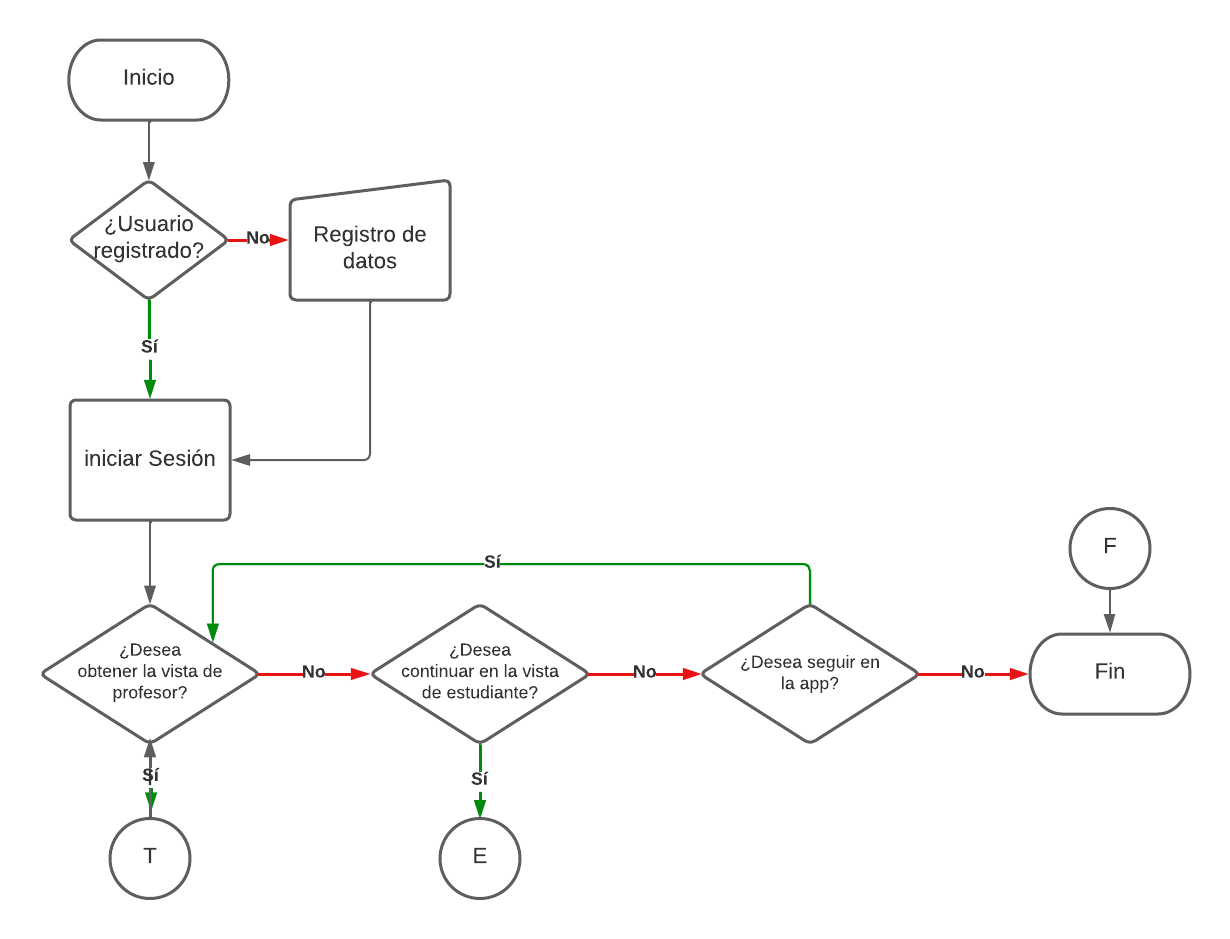 Inicio
¿Usuario
registrado?
No
Registro de
datos
Sí
iniciar Sesión
F
Sí
¿Desea
obtener la vista de
profesor?
No
¿Desea
continuar en la vista
de estudiante?
No
¿Desea seguir en
la app?
No
Fin
Sí
Sí
T
E